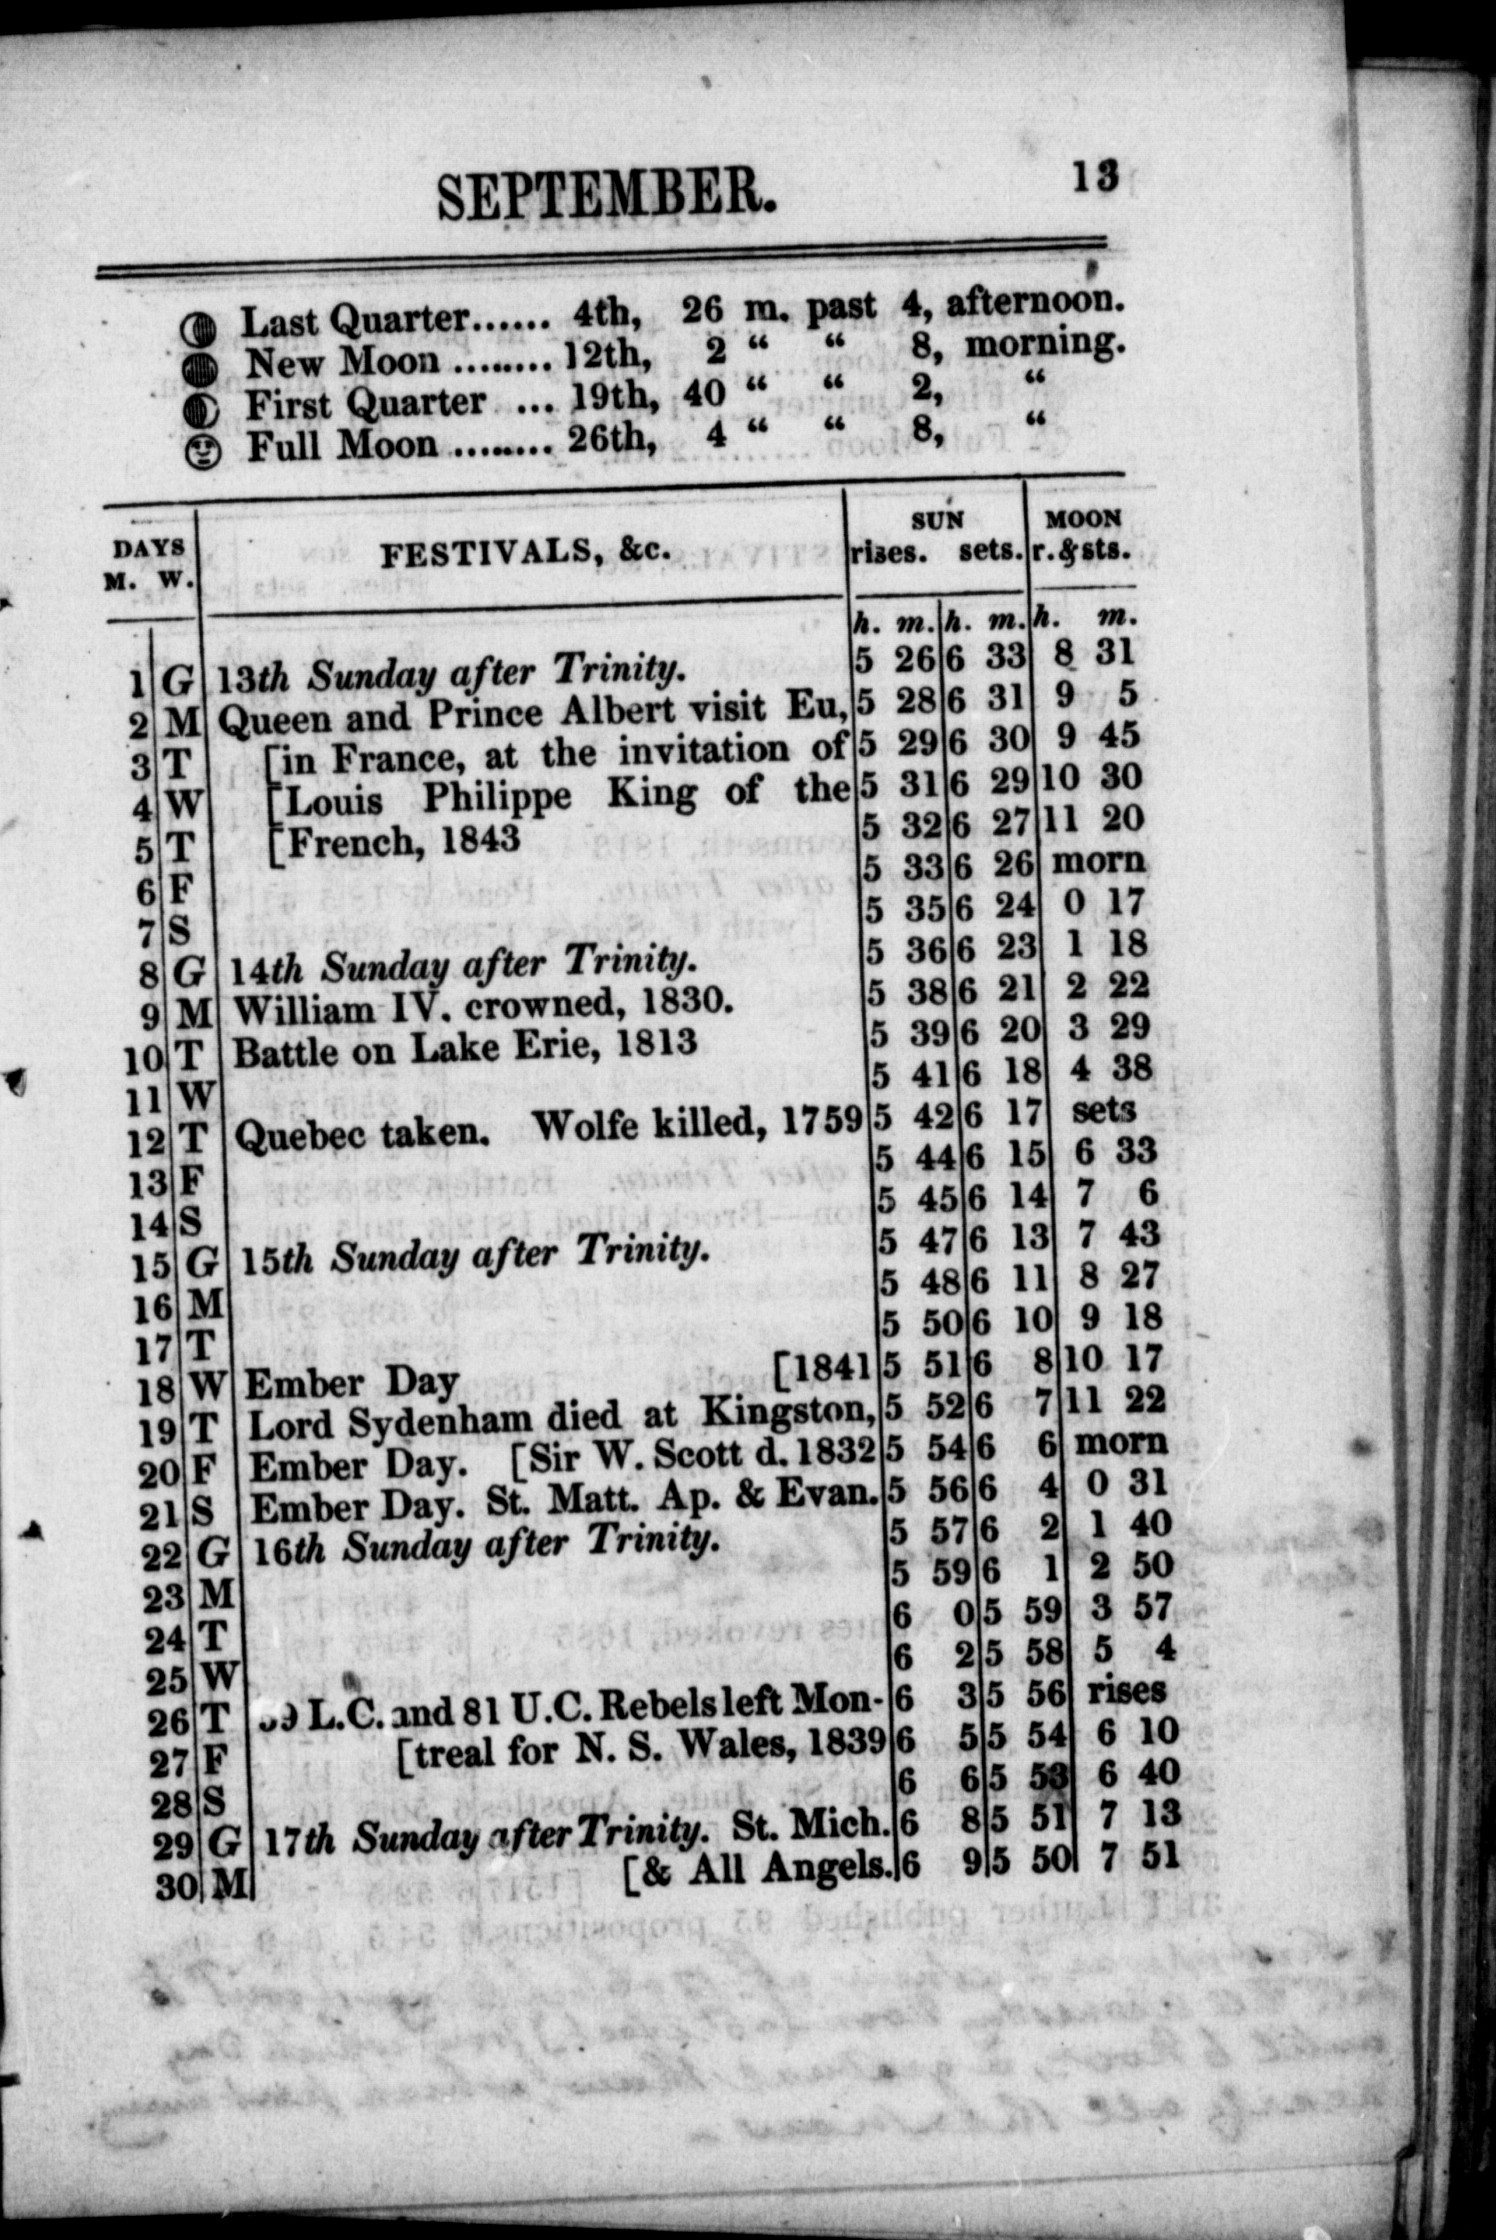 SEPTEMBER. 13
Last Quarter...... 4th, 26 m. past 4, afternoon.
New Moon ......... 12th, 2 “ “ 8, morning.
First Quarter ... 19th, 40 “ “ 2, “
Full Moon ......... 26th, 4 “ “ 8, “
DAYS FESTIVALS, &c. SUN MOON
M. W. rises. sets. r. & sts.
h. m. h. m. h. m.
1 G 13th Sunday after Trinity. 5 26 6 33 8 31
2 M Queen and Prince Albert visit Eu, 5 28 6 31 9 5
3 T [in France, at the invitation of 5 29 6 30 9 45
4 W [Louis Philippe King of the 5 31 6 29 10 30
5 T [French, 1843 5 32 6 27 11 20
6 F 5 33 6 26 morn
7 S 5 35 6 24 0 17
8 G 14th Sunday after Trinity. 5 36 6 23 1 18
9 M William IV. crowned, 1830. 5 38 6 21 2 22
10 T Battle on Lake Erie, 1813 5 39 6 20 3 29
11 W 5 41 6 18 4 38
12 T Quebec taken. Wolfe killed, 1759 5 42 6 17 sets
13 F 5 44 6 15 6 33
14 S 5 45 6 14 7 6
15 G 15th Sunday after Trinity. 5 47 6 13 7 43
16 M 5 48 6 11 8 27
17 T 5 50 6 10 9 18
18 W Ember Day [1841 5 51 6 8 10 17
19 T Lord Sydenham died at Kingston, 5 52 6 7 11 22
20 F Ember Day. [Sir W. Scott d. 1832 5 54 6 6 morn
21 S Ember Day. St. Matt. Ap. & Evan. 5 56 6 4 0 31
22 G 16th Sunday after Trinity. 5 57 6 2 1 40
23 M 5 59 6 1 2 50
24 T 6 0 5 59 3 57
25 W 6 2 5 58 5 4
26 T L.C. and 81 U.C. Rebels left Mon- 6 3 5 56 rises
27 F [treal for N. S. Wales, 1839 6 5 5 54 6 10
28 S 6 6 5 53 6 40
29 G 17th Sunday after Trinity. St. Mich. 6 8 5 51 7 13
30 M [& All Angels. 6 9 5 50 7 51